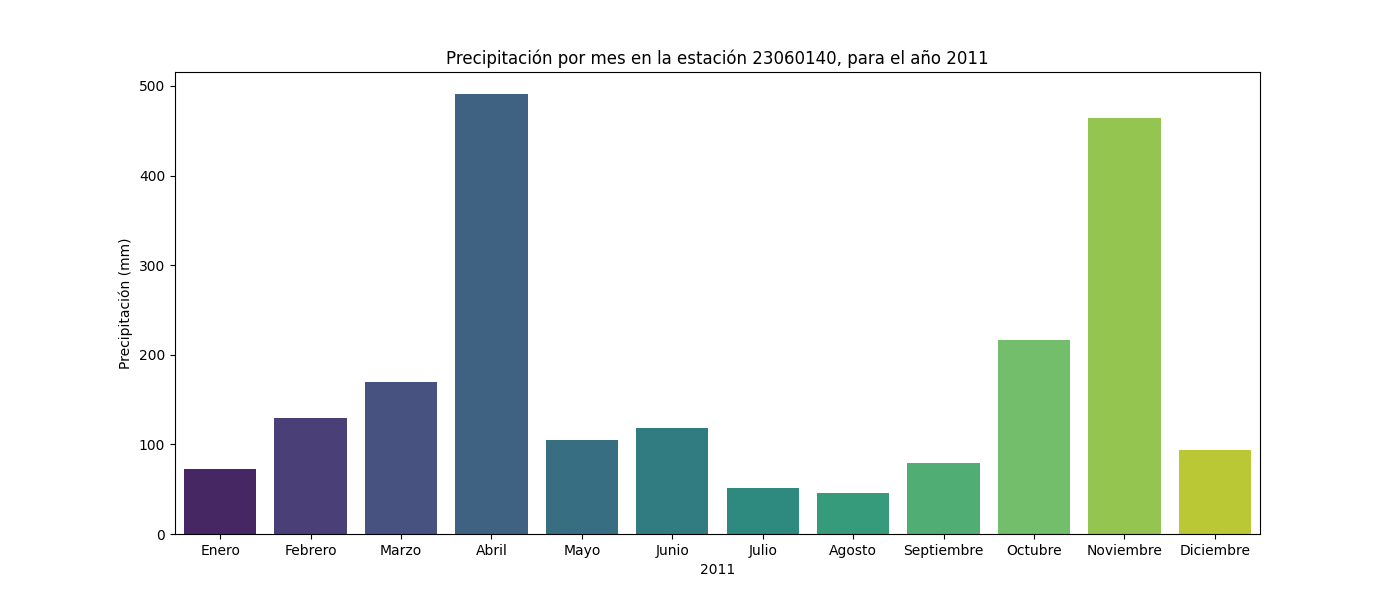 Precipitación por mes en la estación 23060140, para el año 2011
Precipitación (mm)
500
400
300
200
100
0
Enero Febrero Marzo Abril Mayo Junio Julio Agosto Septiembre Octubre Noviembre Diciembre
2011